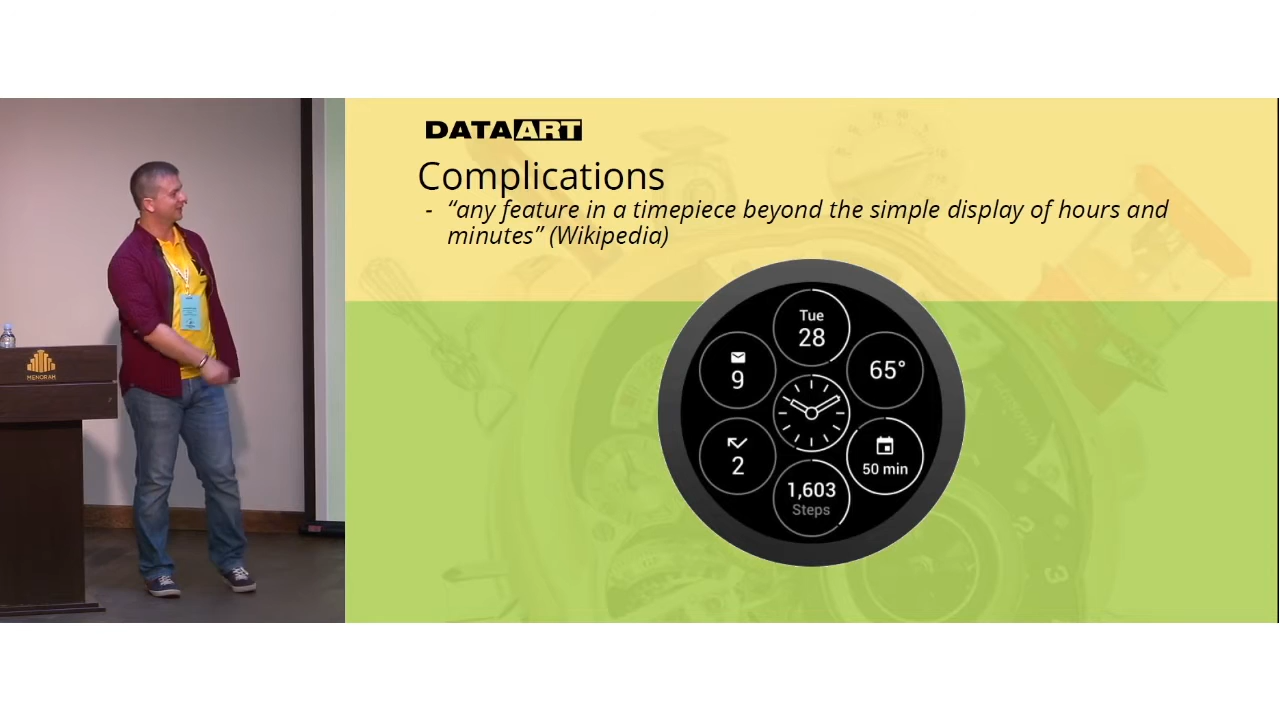 DATAART
Complications
- “any feature in a timepiece beyond the simple display of hours and
minutes” (Wikipedia)
Tue
28
9
65°
2
50 min
1,603
Steps
MENORAH